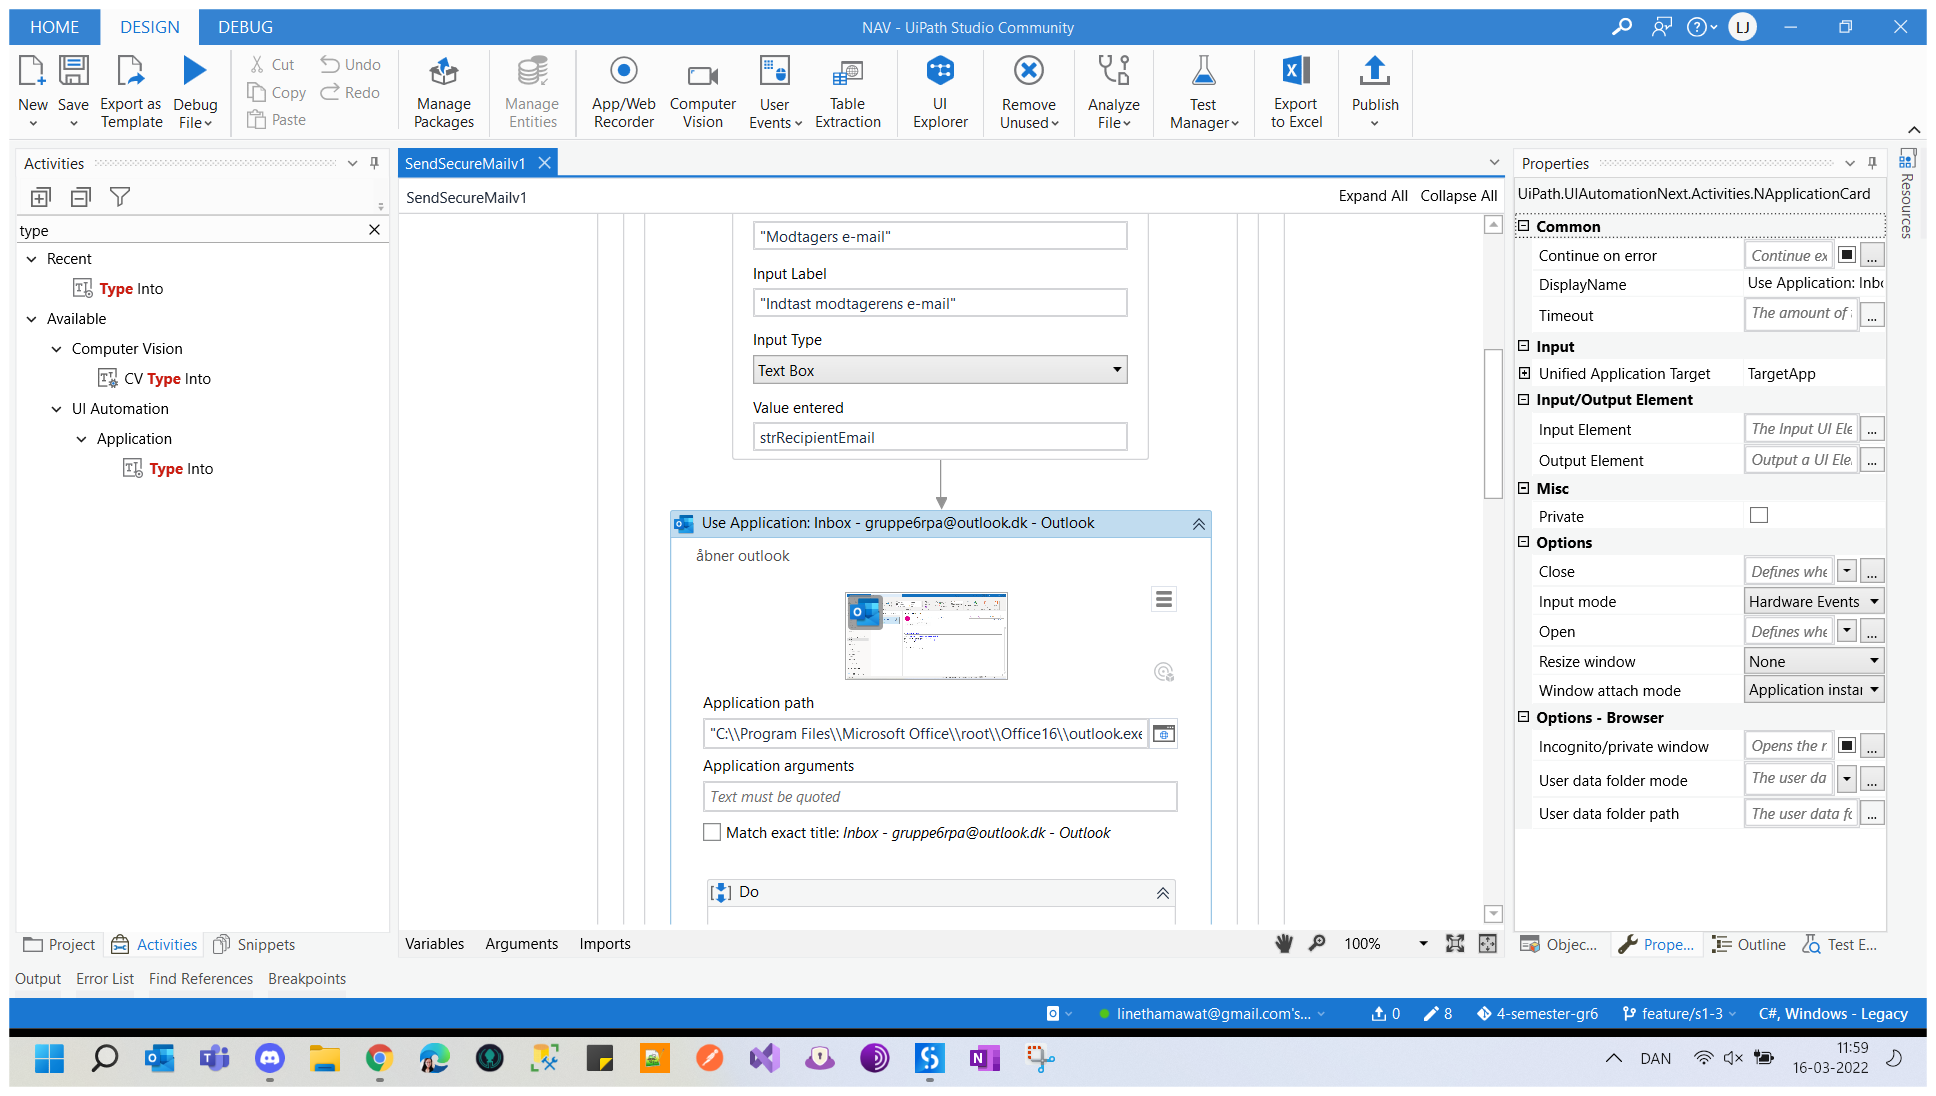 HOME DESIGN DEBUG NAV - UiPath Studio Community LJ
New Save Export as Template Debug File Cut Copy Paste Undo Redo Manage Packages Manage Entities App/Web Recorder Computer Vision User Events Table Extraction UI Explorer Remove Unused Analyze File Test Manager Export to Excel Publish
Activities
type
Recent
Type Into
Available
Computer Vision
CV Type Into
UI Automation
Application
Type Into
Project Activities Snippets
SendSecureMailv1
SendSecureMailv1 Expand All Collapse All
"Modtagers e-mail"
Input Label
"Indtast modtagerens e-mail"
Input Type
Text Box
Value entered
strRecipientEmail
Use Application: Inbox - gruppe6rpa@outlook.dk - Outlook
åbner outlook
Application path
"C:\\Program Files\\Microsoft Office\\root\\Office16\\outlook.exe
Application arguments
Text must be quoted
Match exact title: Inbox - gruppe6rpa@outlook.dk - Outlook
Do
Variables Arguments Imports 100%
Properties
Resources
UiPath.UIAutomationNext.Activities.NApplicationCard
Common
Continue on error Continue ex ...
DisplayName Use Application: Inbo
Timeout The amount of ...
Input
Unified Application Target TargetApp
Input/Output Element
Input Element The Input UI Ele ...
Output Element Output a UI Ele ...
Misc
Private
Options
Close Defines whe ...
Input mode Hardware Events
Open Defines whe ...
Resize window None
Window attach mode Application instar
Options - Browser
Incognito/private window Opens the r ...
User data folder mode The user da ...
User data folder path The user data fo ...
Objec... Prope... Outline Test E...
Output Error List Find References Breakpoints
linethamawat@gmail.com's... 0 8 4-semester-gr6 feature/s1-3 C#, Windows - Legacy
DAN 11:59
16-03-2022